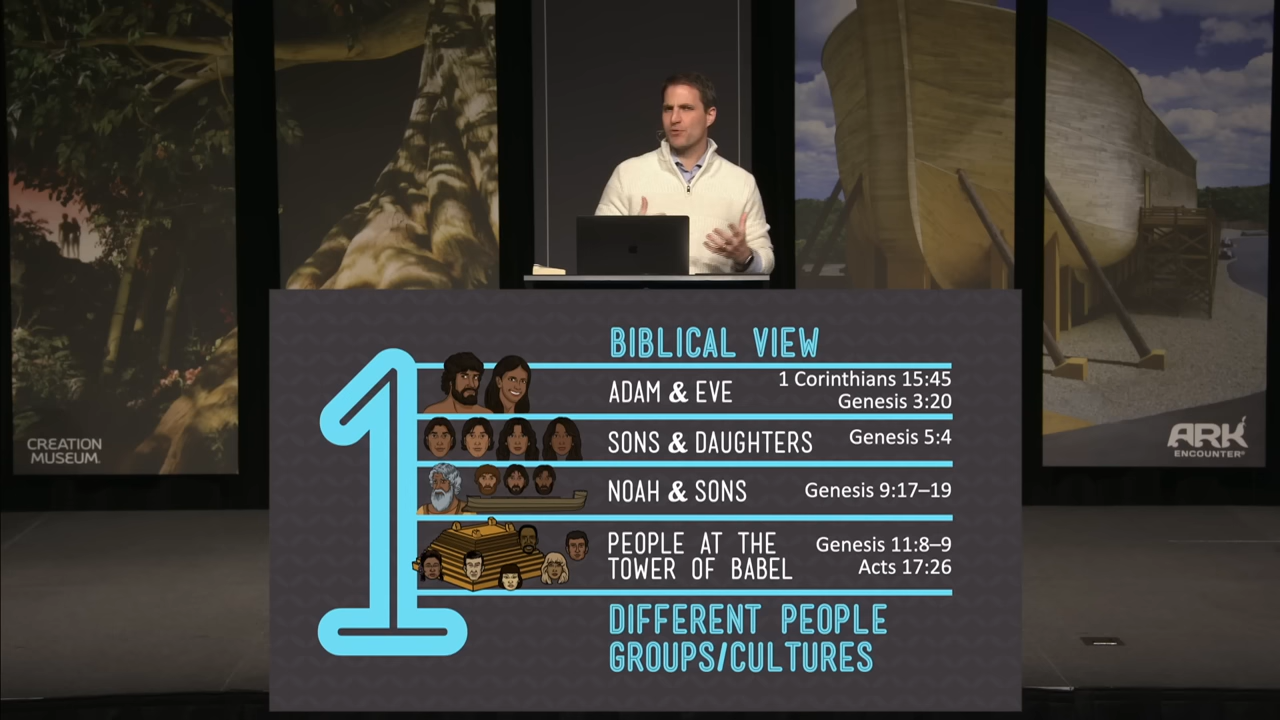 CREATION
MUSEUM
ARK
ENCOUNTER
BIBLICAL VIEW
ADAM & EVE
1 Corinthians 15:45
Genesis 3:20
SONS & DAUGHTERS
Genesis 5:4
NOAH & SONS
Genesis 9:17–19
PEOPLE AT THE
TOWER OF BABEL
Genesis 11:8–9
Acts 17:26
DIFFERENT PEOPLE
GROUPS/CULTURES
1